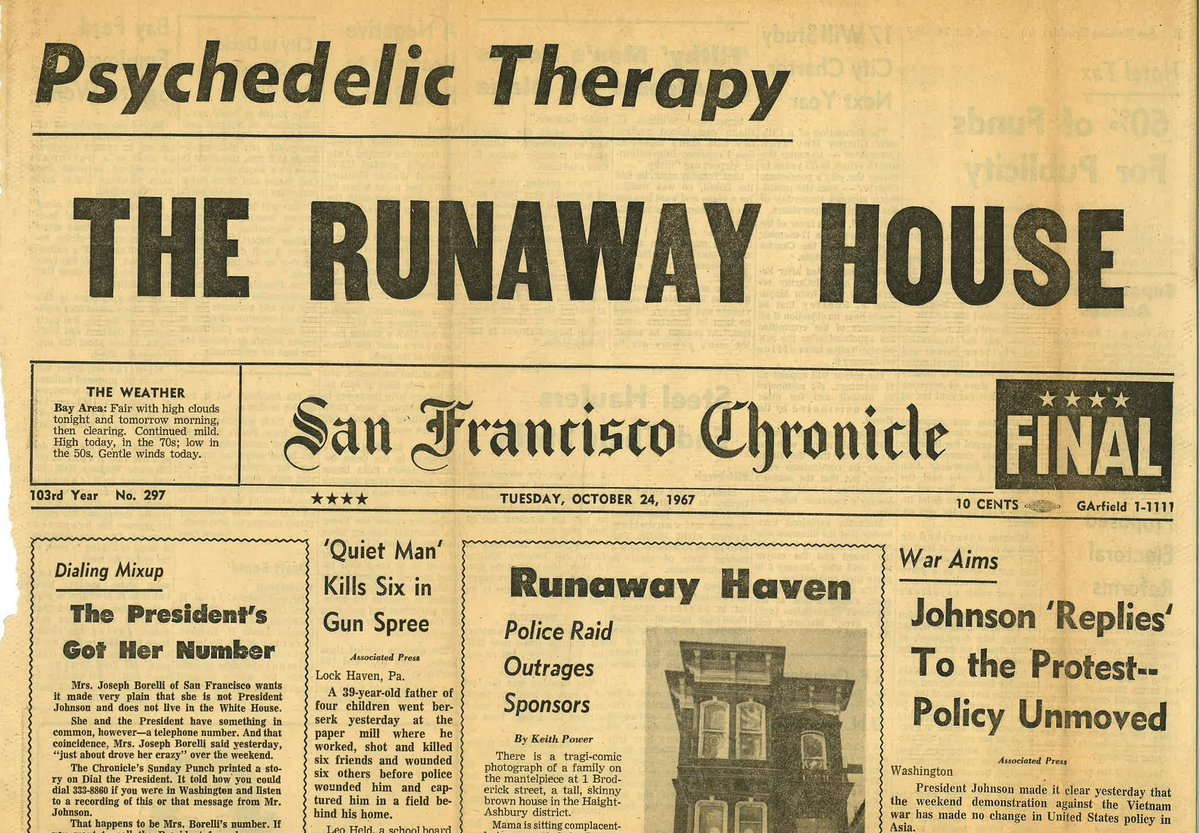 Psychedelic Therapy
THE RUNAWAY HOUSE
THE WEATHER
Bay Area: Fair with high clouds
tonight and tomorrow morning,
then clearing. Continued mild.
High today, in the 70s; low in
the 50s. Gentle winds today.
San Francisco Chronicle
FINAL
103rd Year No. 297
TUESDAY, OCTOBER 24, 1967
10 CENTS
GArfield 1-1111
Dialing Mixup
The President's
Got Her Number
Mrs. Joseph Borelli of San Francisco wants
it made very plain that she is not President
Johnson and does not live in the White House.
She and the President have something in
common, however—a telephone number. And that
coincidence, Mrs. Joseph Borelli said yesterday,
"just about drove her crazy" over the weekend.
The Chronicle's Sunday Punch printed a sto-
ry on Dial the President. It told how you could
dial 333-8860 if you were in Washington and listen
to a recording of this or that message from Mr.
Johnson.
That happens to be Mrs. Borelli's number. If
'Quiet Man'
Kills Six in
Gun Spree
Associated Press
Lock Haven, Pa.
A 39-year-old father of
four children went ber-
serk yesterday at the
paper mill where he
worked, shot and killed
six friends and wounded
six others before police
wounded him and cap-
tured him in a field be-
hind his home.
Leo Held, a school board
Runaway Haven
Police Raid
Outrages
Sponsors
By Keith Power
There is a tragi-comic
photograph of a family on
the mantelpiece at 1 Brod-
erick street, a tall, skinny
brown house in the Haight-
Ashbury district.
Mama is sitting complacent-
War Aims
Johnson 'Replies'
To the Protest--
Policy Unmoved
Associated Press
Washington
President Johnson made it clear yesterday that
the weekend demonstration against the Vietnam
war has made no change in United States policy in
Asia.